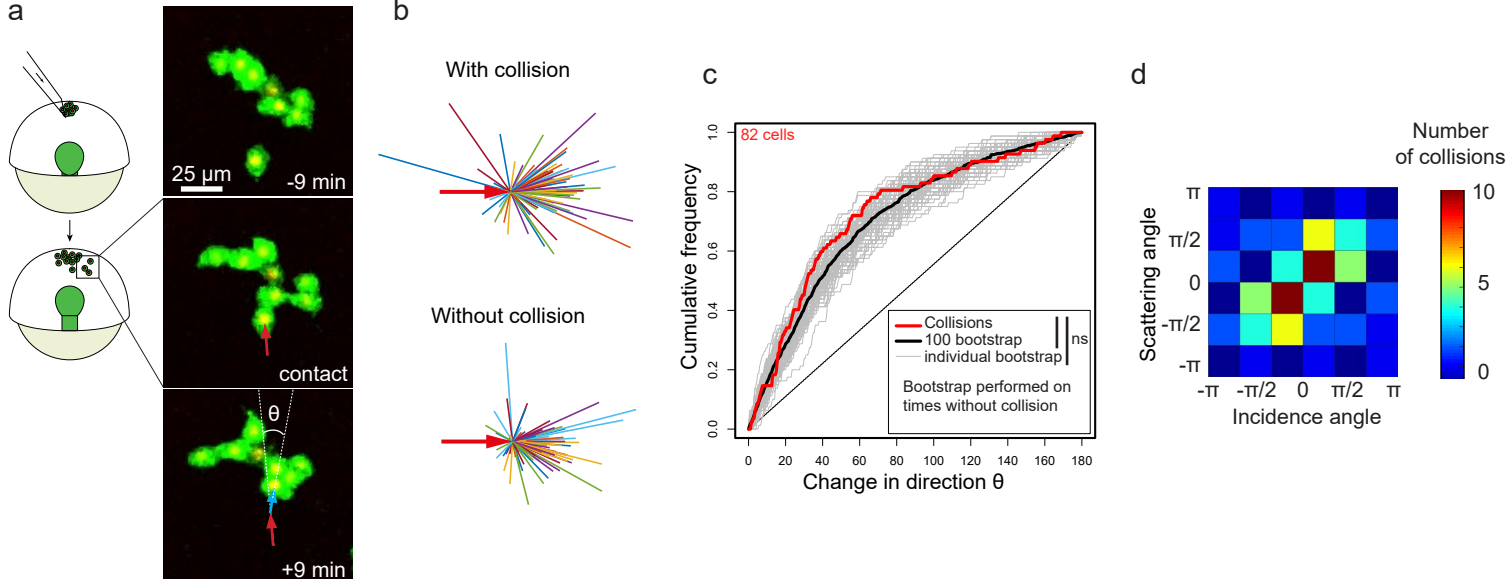 a
25 µm
-9 min
contact
θ
+9 min
b
With collision
Without collision
c
82 cells
Cumulative frequency
1.0
0.8
0.6
0.4
0.2
0.0
Collisions
100 bootstrap
individual bootstrap
ns
Bootstrap performed on
times without collision
0 20 40 60 80 100 120 140 160 180
Change in direction θ
d
Scattering angle
π
π/2
0
-π/2
-π
-π -π/2 0 π/2 π
Incidence angle
Number
of collisions
10
5
0